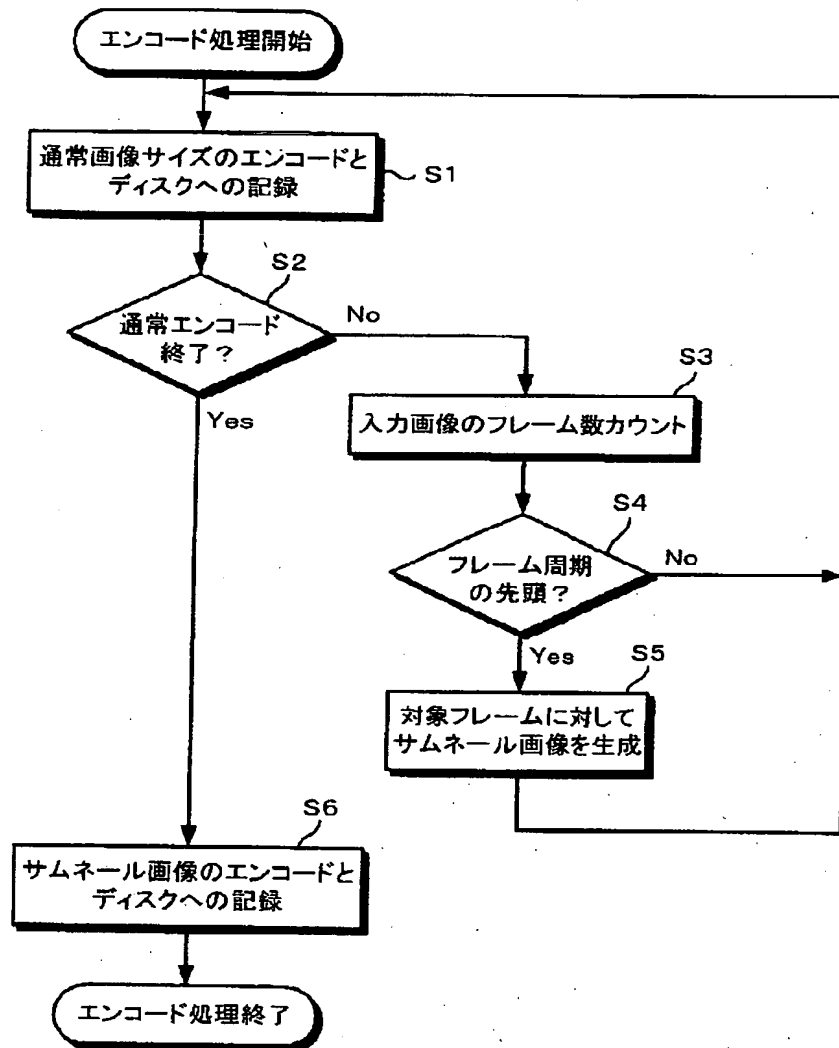 エンコード処理開始
通常画像サイズのエンコードと
ディスクへの記録
S1
S2
通常エンコード
終了?
No
Yes
S3
入力画像のフレーム数カウント
S4
フレーム周期
の先頭?
No
Yes
S5
対象フレームに対して
サムネール画像を生成
S6
サムネール画像のエンコードと
ディスクへの記録
エンコード処理終了